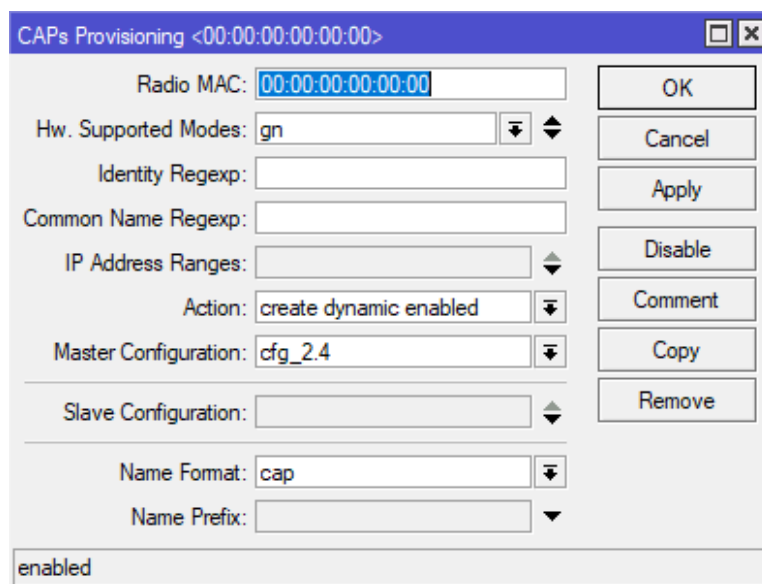 CAPs Provisioning <00:00:00:00:00:00>
Radio MAC: 00:00:00:00:00:00
OK
Hw. Supported Modes: gn
Cancel
Identity Regexp:
Apply
Common Name Regexp:
IP Address Ranges:
Disable
Action: create dynamic enabled
Comment
Master Configuration: cfg_2.4
Copy
Slave Configuration:
Remove
Name Format: cap
Name Prefix:
enabled